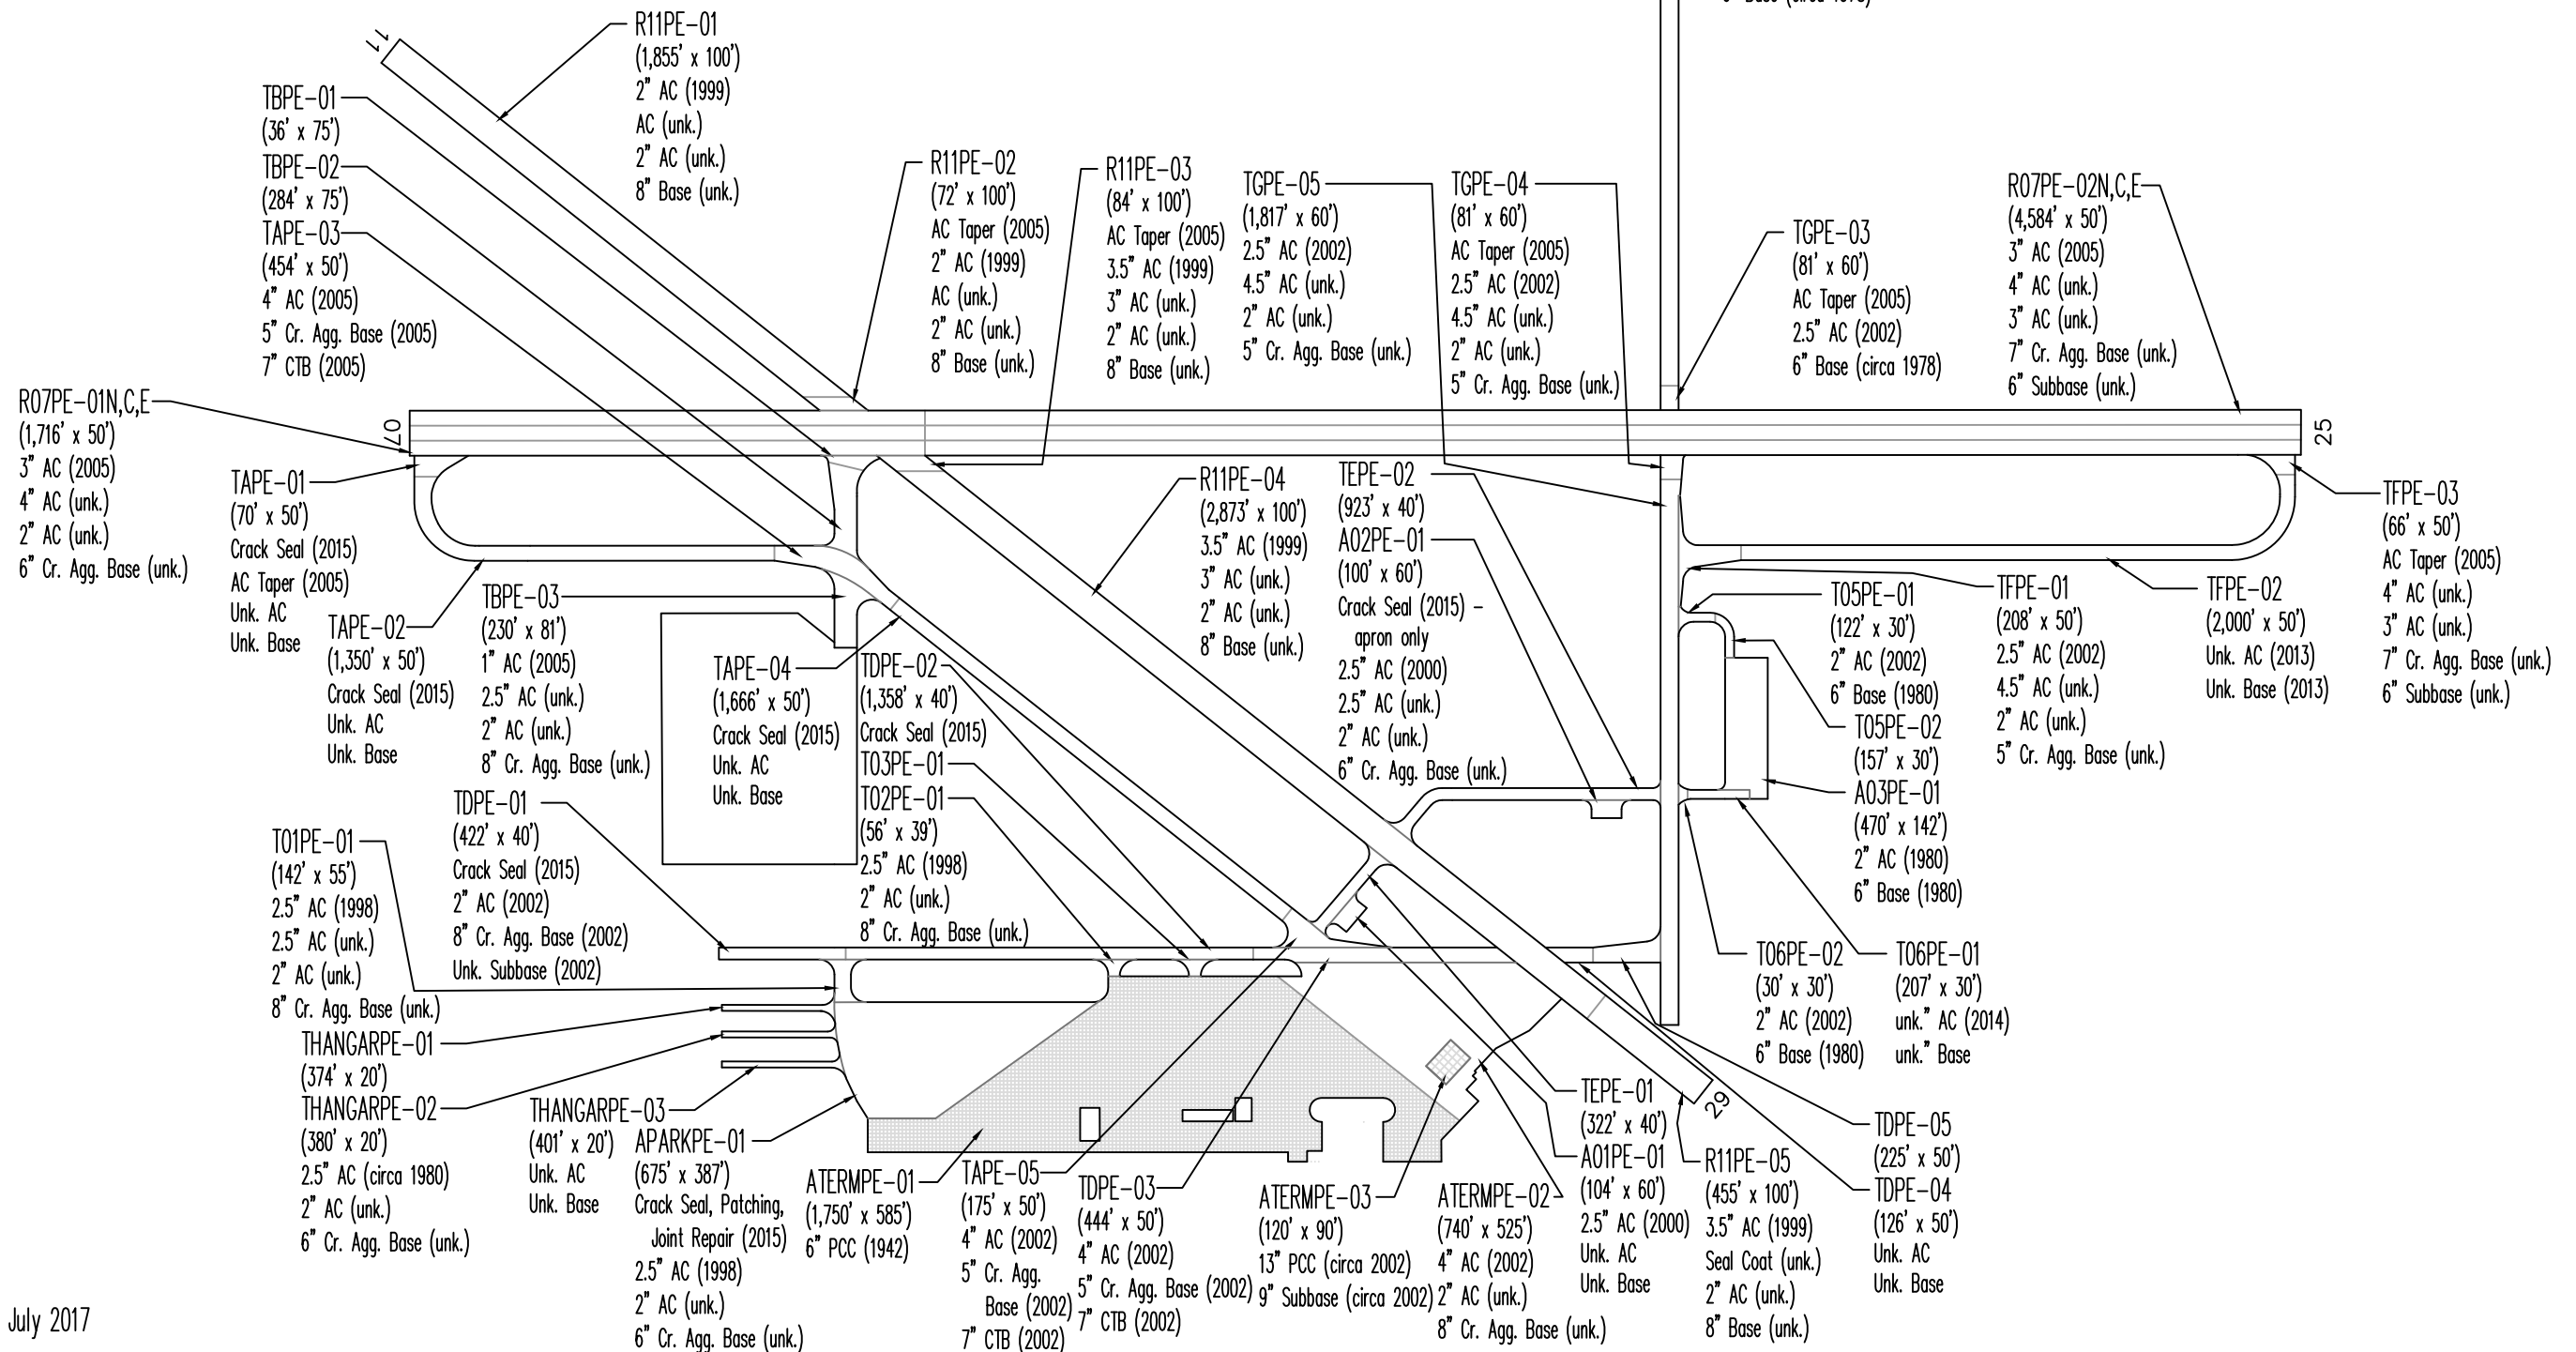 6" Base (circa 1978)
11
R11PE-01
(1,855' x 100')
2" AC (1999)
AC (unk.)
2" AC (unk.)
8" Base (unk.)
TBPE-01
(36' x 75')
TBPE-02
(284' x 75')
TAPE-03
(454' x 50')
4" AC (2005)
5" Cr. Agg. Base (2005)
7" CTB (2005)
R11PE-02
(72' x 100')
AC Taper (2005)
2" AC (1999)
AC (unk.)
2" AC (unk.)
8" Base (unk.)
R11PE-03
(84' x 100')
AC Taper (2005)
3.5" AC (1999)
3" AC (unk.)
2" AC (unk.)
8" Base (unk.)
TGPE-05
(1,817' x 60')
2.5" AC (2002)
4.5" AC (unk.)
2" AC (unk.)
5" Cr. Agg. Base (unk.)
TGPE-04
(81' x 60')
AC Taper (2005)
2.5" AC (2002)
4.5" AC (unk.)
2" AC (unk.)
5" Cr. Agg. Base (unk.)
TGPE-03
(81' x 60')
AC Taper (2005)
2.5" AC (2002)
6" Base (circa 1978)
R07PE-02N,C,E
(4,584' x 50')
3" AC (2005)
4" AC (unk.)
3" AC (unk.)
7" Cr. Agg. Base (unk.)
6" Subbase (unk.)
R07PE-01N,C,E
(1,716' x 50')
3" AC (2005)
4" AC (unk.)
2" AC (unk.)
6" Cr. Agg. Base (unk.)
07
25
TAPE-01
(70' x 50')
Crack Seal (2015)
AC Taper (2005)
Unk. AC
Unk. Base
TAPE-02
(1,350' x 50')
Crack Seal (2015)
Unk. AC
Unk. Base
TBPE-03
(230' x 81')
1" AC (2005)
2.5" AC (unk.)
2" AC (unk.)
8" Cr. Agg. Base (unk.)
TAPE-04
(1,666' x 50')
Crack Seal (2015)
Unk. AC
Unk. Base
TDPE-02
(1,358' x 40')
Crack Seal (2015)
T03PE-01
T02PE-01
(56' x 39')
2.5" AC (1998)
2" AC (unk.)
8" Cr. Agg. Base (unk.)
R11PE-04
(2,873' x 100')
3.5" AC (1999)
3" AC (unk.)
2" AC (unk.)
8" Base (unk.)
TEPE-02
(923' x 40')
A02PE-01
(100' x 60')
Crack Seal (2015) -
apron only
2.5" AC (2000)
2.5" AC (unk.)
2" AC (unk.)
6" Cr. Agg. Base (unk.)
T05PE-01
(122' x 30')
2" AC (2002)
6" Base (1980)
T05PE-02
(157' x 30')
A03PE-01
(470' x 142')
2" AC (1980)
6" Base (1980)
TFPE-01
(208' x 50')
2.5" AC (2002)
4.5" AC (unk.)
2" AC (unk.)
5" Cr. Agg. Base (unk.)
TFPE-02
(2,000' x 50')
Unk. AC (2013)
Unk. Base (2013)
TFPE-03
(66' x 50')
AC Taper (2005)
4" AC (unk.)
3" AC (unk.)
7" Cr. Agg. Base (unk.)
6" Subbase (unk.)
TDPE-01
(422' x 40')
Crack Seal (2015)
2" AC (2002)
8" Cr. Agg. Base (2002)
Unk. Subbase (2002)
T01PE-01
(142' x 55')
2.5" AC (1998)
2.5" AC (unk.)
2" AC (unk.)
8" Cr. Agg. Base (unk.)
T06PE-02
(30' x 30')
2" AC (2002)
6" Base (1980)
T06PE-01
(207' x 30')
unk." AC (2014)
unk." Base
THANGARPE-01
(374' x 20')
THANGARPE-02
(380' x 20')
2.5" AC (circa 1980)
2" AC (unk.)
6" Cr. Agg. Base (unk.)
THANGARPE-03
(401' x 20')
Unk. AC
Unk. Base
APARKPE-01
(675' x 387')
Crack Seal, Patching,
Joint Repair (2015)
2.5" AC (1998)
2" AC (unk.)
6" Cr. Agg. Base (unk.)
ATERMPE-01
(1,750' x 585')
6" PCC (1942)
TAPE-05
(175' x 50')
4" AC (2002)
5" Cr. Agg.
Base (2002)
7" CTB (2002)
TDPE-03
(444' x 50')
4" AC (2002)
5" Cr. Agg. Base (2002)
7" CTB (2002)
ATERMPE-03
(120' x 90')
13" PCC (circa 2002)
9" Subbase (circa 2002)
ATERMPE-02
(740' x 525')
4" AC (2002)
2" AC (unk.)
8" Cr. Agg. Base (unk.)
TEPE-01
(322' x 40')
A01PE-01
(104' x 60')
2.5" AC (2000)
Unk. AC
Unk. Base
29
R11PE-05
(455' x 100')
3.5" AC (1999)
Seal Coat (unk.)
2" AC (unk.)
8" Base (unk.)
TDPE-05
(225' x 50')
TDPE-04
(126' x 50')
Unk. AC
Unk. Base
July 2017